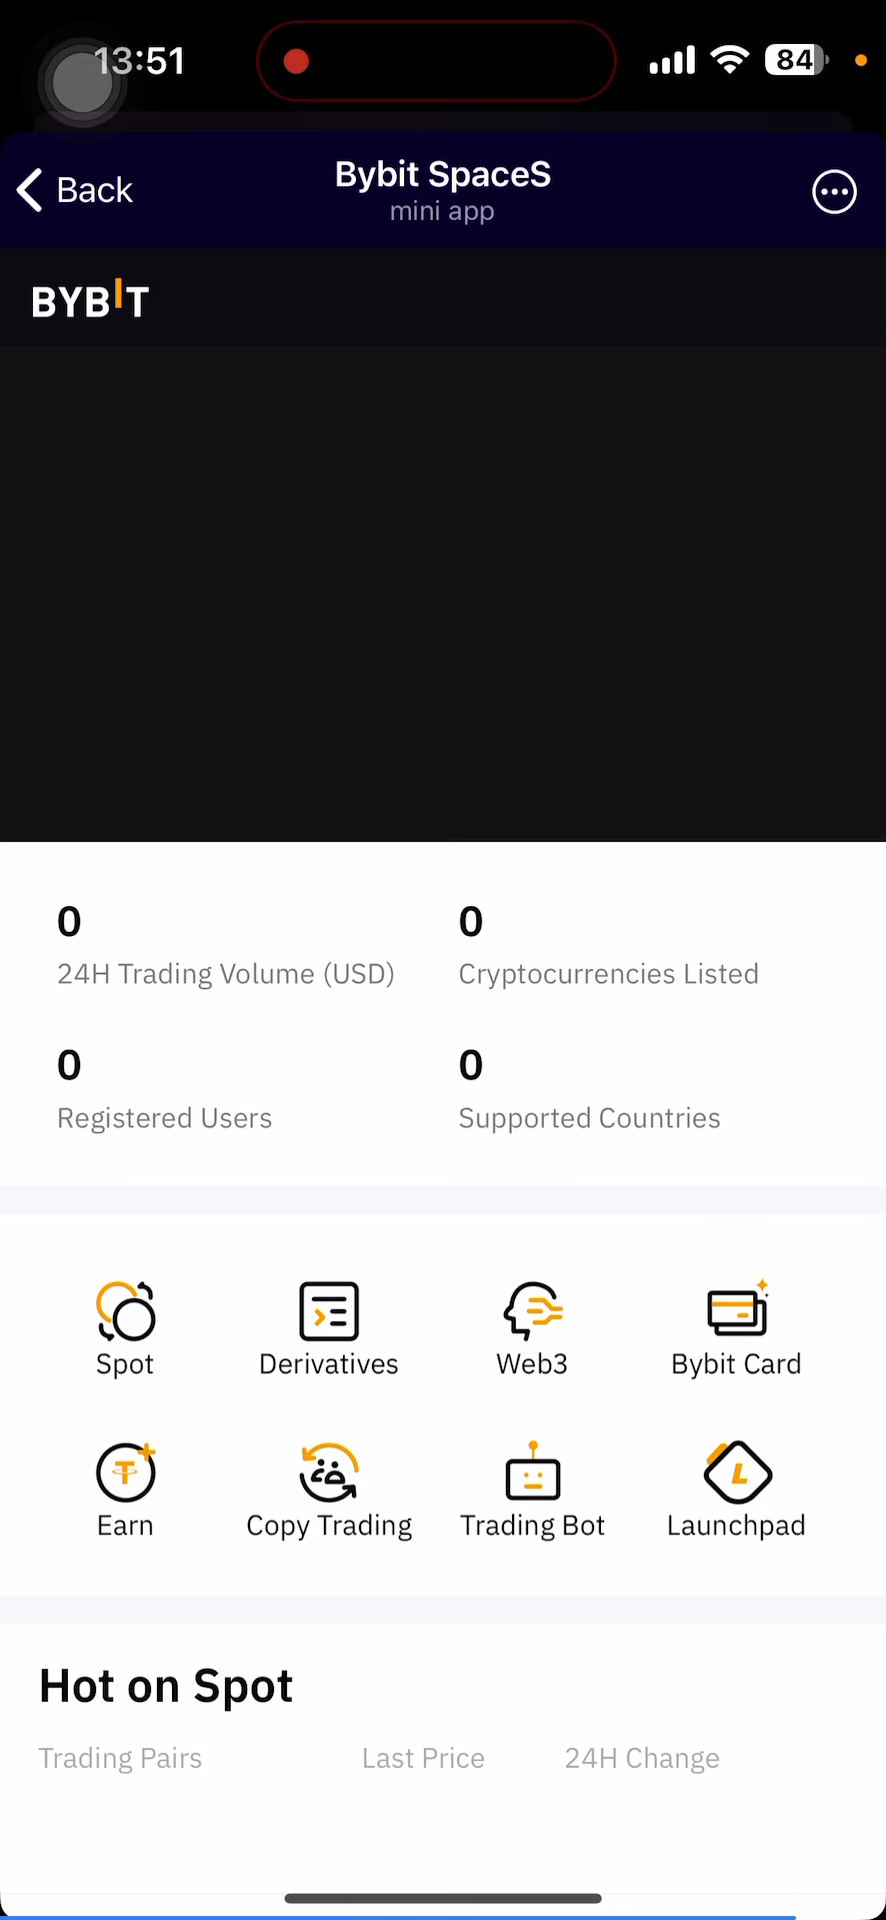 13:51
84
Back
Bybit SpaceS
mini app
BYBIT
0
0
24H Trading Volume (USD)
Cryptocurrencies Listed
0
0
Registered Users
Supported Countries
Spot
Derivatives
Web3
Bybit Card
Earn
Copy Trading
Trading Bot
Launchpad
Hot on Spot
Trading Pairs
Last Price
24H Change